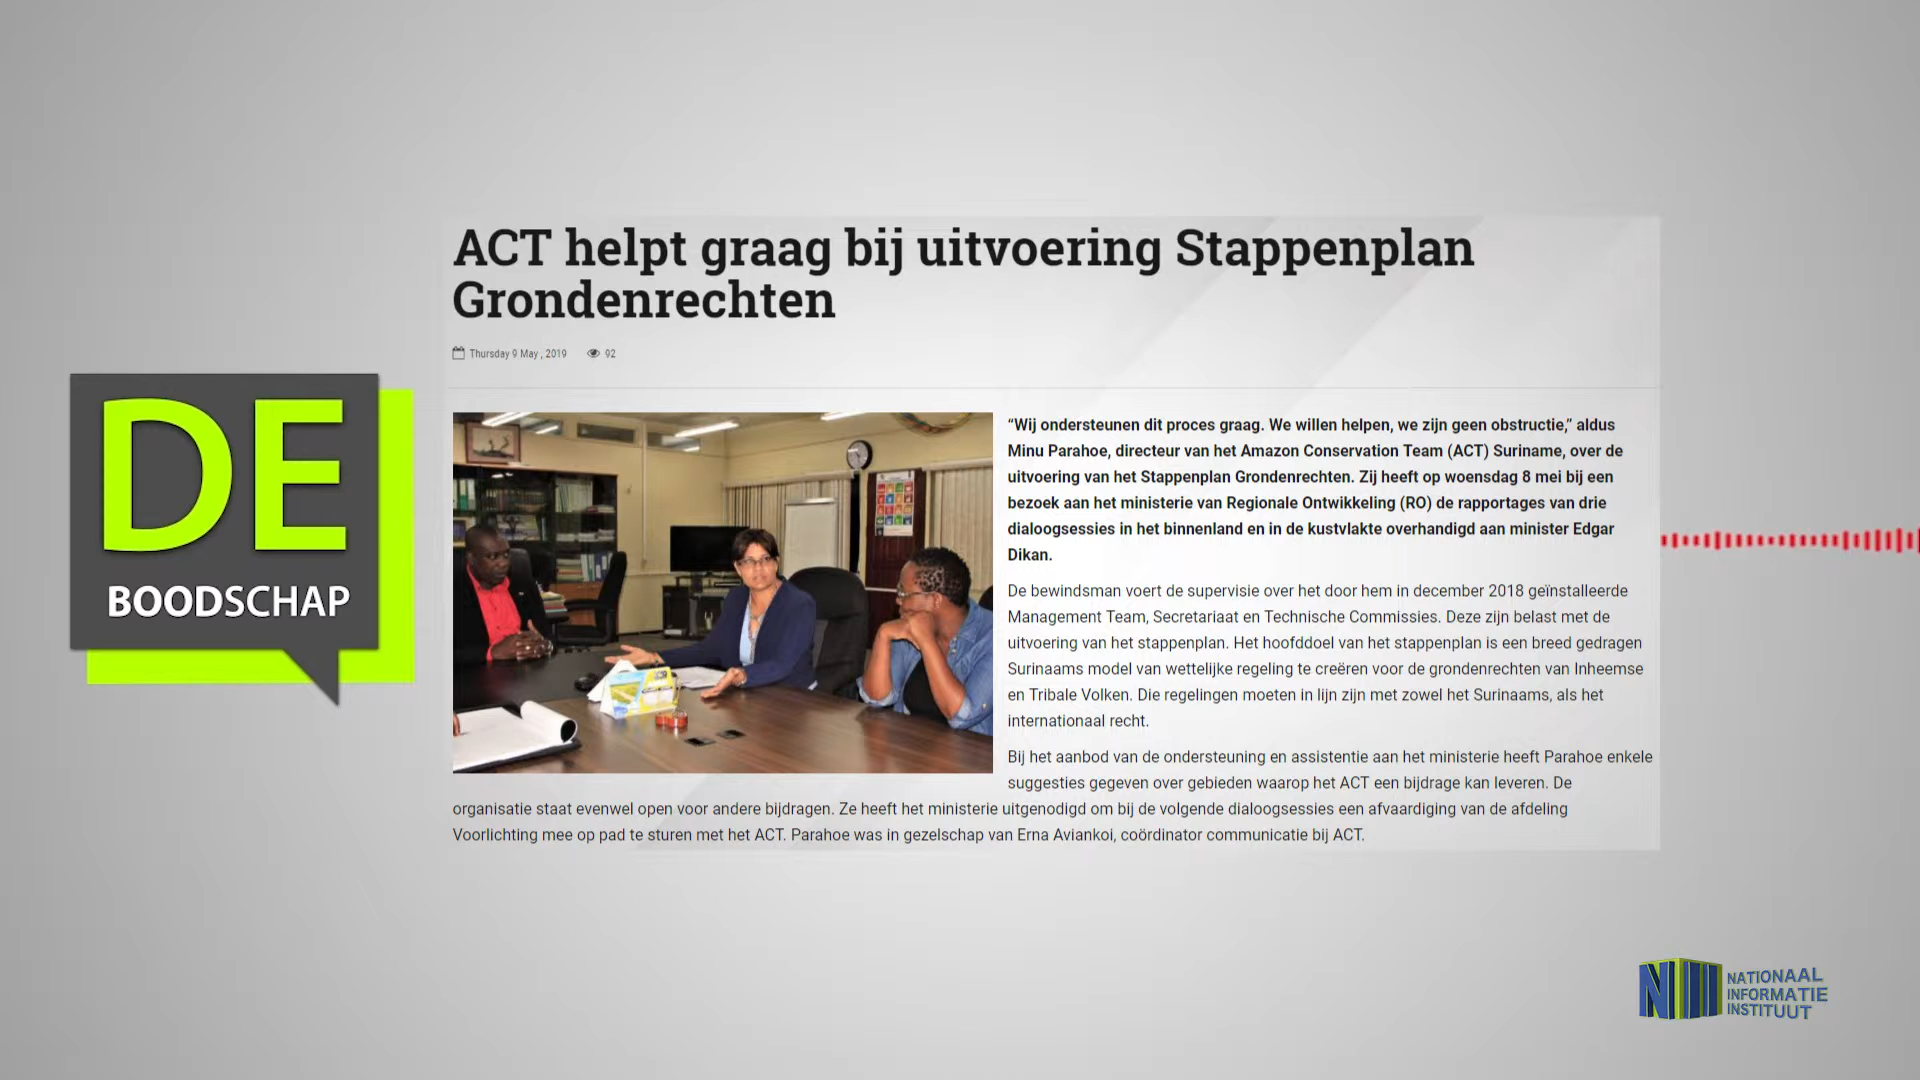 ACT helpt graag bij uitvoering Stappenplan
Grondenrechten
Thursday 9 May , 2019 92
DE
BOODSCHAP
“Wij ondersteunen dit proces graag. We willen helpen, we zijn geen obstructie,” aldus
Minu Parahoe, directeur van het Amazon Conservation Team (ACT) Suriname, over de
uitvoering van het Stappenplan Grondenrechten. Zij heeft op woensdag 8 mei bij een
bezoek aan het ministerie van Regionale Ontwikkeling (RO) de rapportages van drie
dialoogsessies in het binnenland en in de kustvlakte overhandigd aan minister Edgar
Dikan.
De bewindsman voert de supervisie over het door hem in december 2018 geïnstalleerde
Management Team, Secretariaat en Technische Commissies. Deze zijn belast met de
uitvoering van het stappenplan. Het hoofddoel van het stappenplan is een breed gedragen
Surinaams model van wettelijke regeling te creëren voor de grondenrechten van Inheemse
en Tribale Volken. Die regelingen moeten in lijn zijn met zowel het Surinaams, als het
internationaal recht.
Bij het aanbod van de ondersteuning en assistentie aan het ministerie heeft Parahoe enkele
suggesties gegeven over gebieden waarop het ACT een bijdrage kan leveren. De
organisatie staat evenwel open voor andere bijdragen. Ze heeft het ministerie uitgenodigd om bij de volgende dialoogsessies een afvaardiging van de afdeling
Voorlichting mee op pad te sturen met het ACT. Parahoe was in gezelschap van Erna Aviankoi, coördinator communicatie bij ACT.
NII
NATIONAAL
INFORMATIE
INSTITUUT